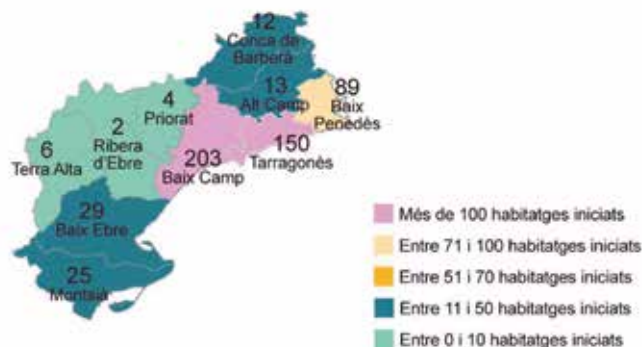 12
Conca de
Barberà
13
Alt Camp
89
Baix
Penedès
4
Priorat
2
Ribera
d'Ebre
6
Terra Alta
203
Baix Camp
150
Tarragonès
29
Baix Ebre
25
Montsià
Més de 100 habitatges iniciats
Entre 71 i 100 habitatges iniciats
Entre 51 i 70 habitatges iniciats
Entre 11 i 50 habitatges iniciats
Entre 0 i 10 habitatges iniciats